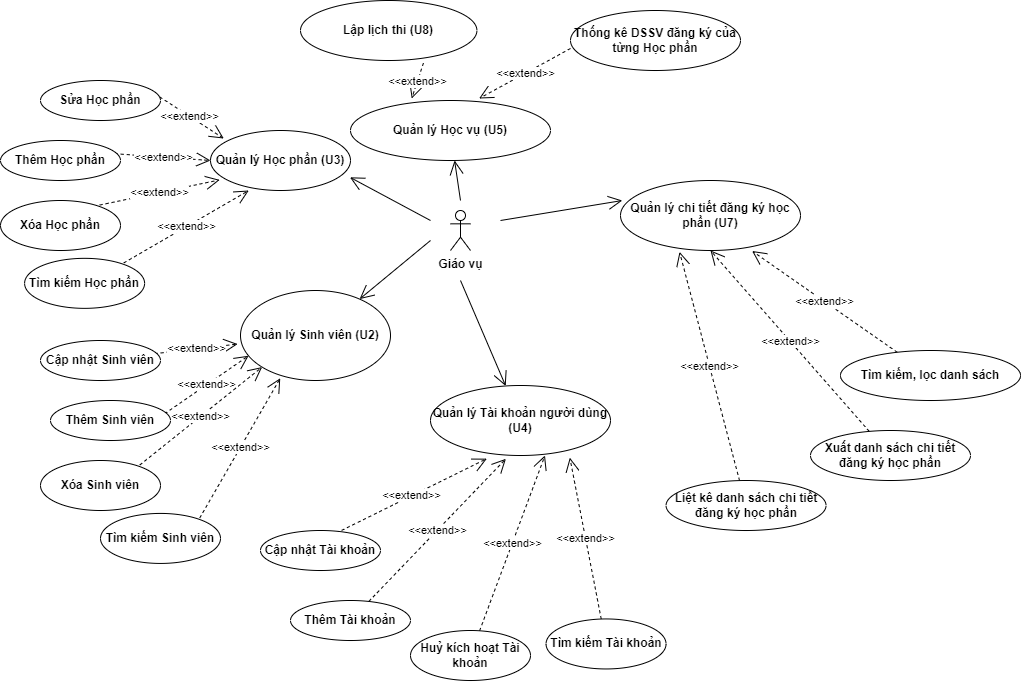 Lập lịch thi (U8)
Thống kê DSSV đăng ký của
từng Học phần
<<extend>>
<<extend>>
Sửa Học phần
<<extend>>
Quản lý Học vụ (U5)
Thêm Học phần
<<extend>>
Quản lý Học phần (U3)
<<extend>>
Xóa Học phần
<<extend>>
Quản lý chi tiết đăng ký học
phần (U7)
Giáo vụ
Tìm kiếm Học phần
<<extend>>
Quản lý Sinh viên (U2)
<<extend>>
Cập nhật Sinh viên
<<extend>>
<<extend>>
<<extend>>
Tìm kiếm, lọc danh sách
<<extend>>
Thêm Sinh viên
<<extend>>
Quản lý Tài khoản người dùng
(U4)
<<extend>>
Xuất danh sách chi tiết
đăng ký học phần
Xóa Sinh viên
<<extend>>
Liệt kê danh sách chi tiết
đăng ký học phần
Tìm kiếm Sinh viên
<<extend>>
<<extend>>
<<extend>>
Cập nhật Tài khoản
Thêm Tài khoản
Huỷ kích hoạt Tài
khoản
Tìm kiếm Tài khoản